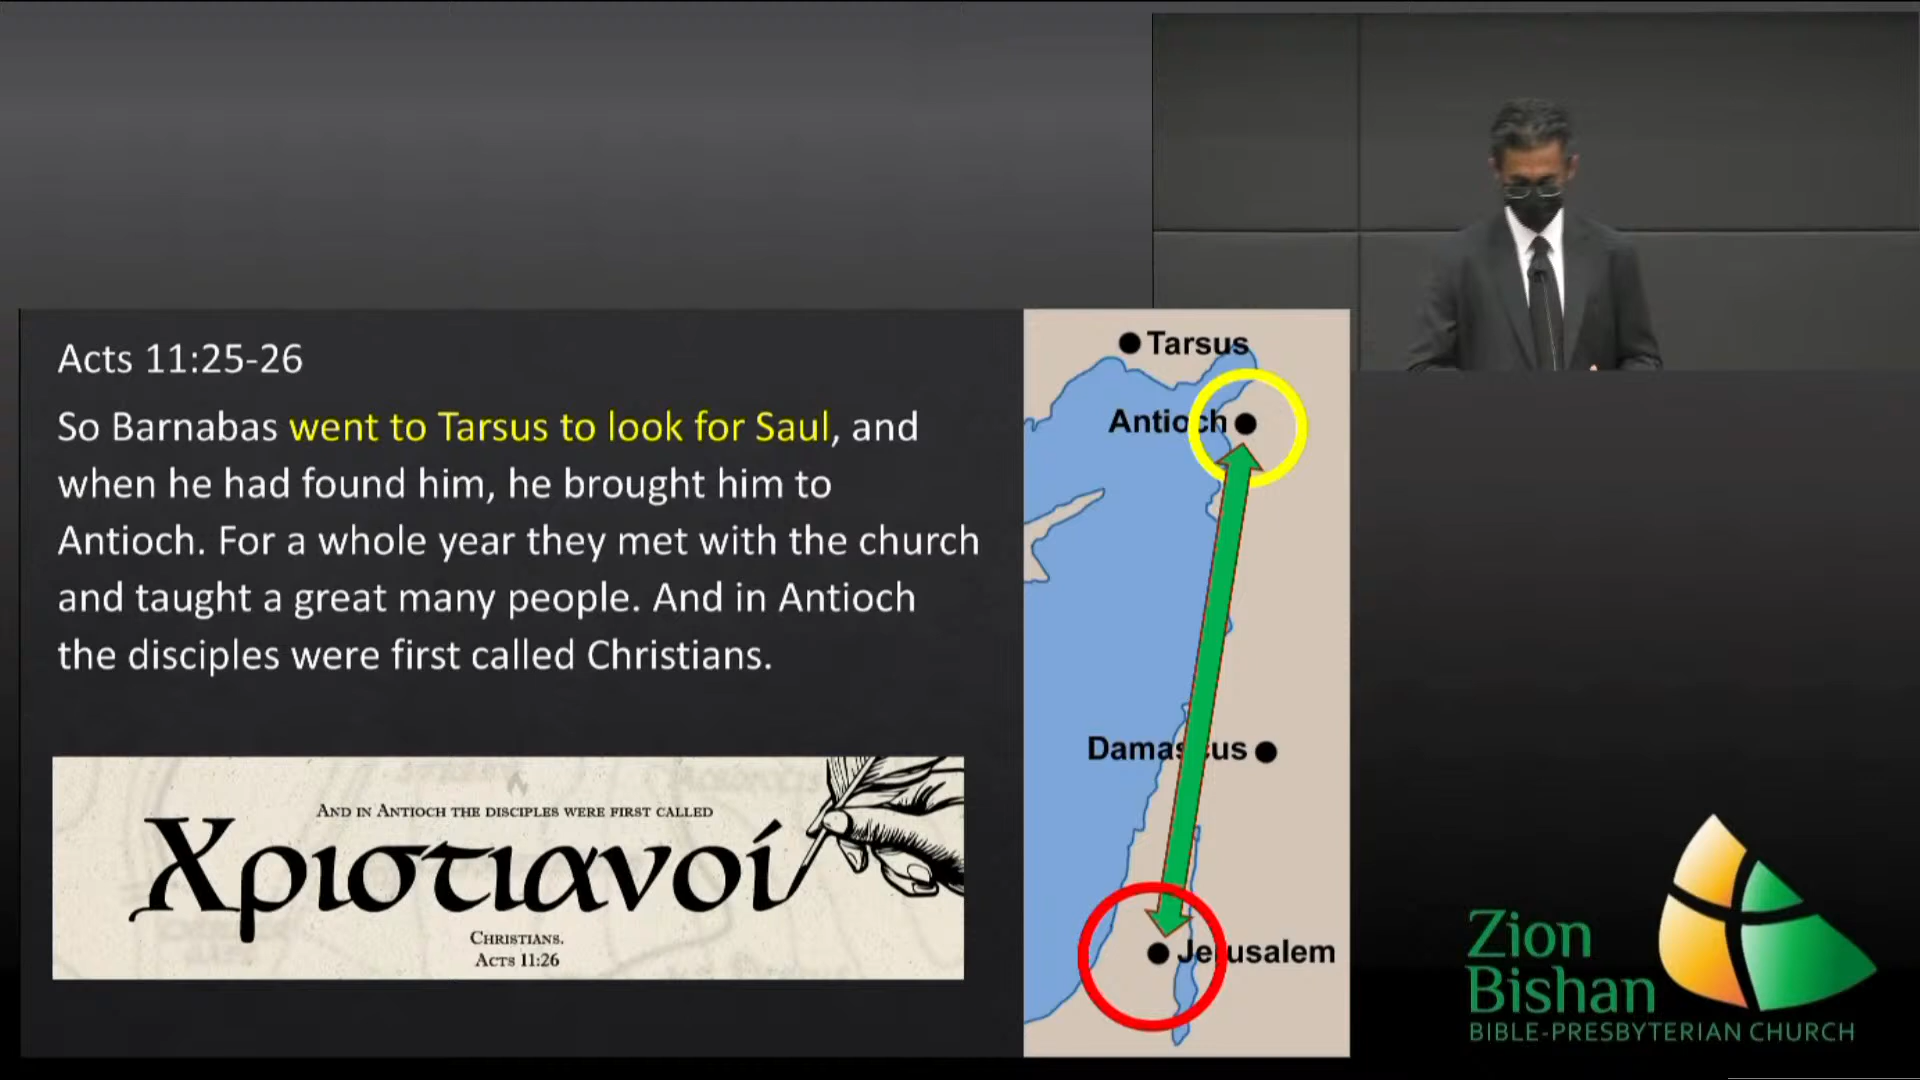 Acts 11:25-26
So Barnabas went to Tarsus to look for Saul, and
when he had found him, he brought him to
Antioch. For a whole year they met with the church
and taught a great many people. And in Antioch
the disciples were first called Christians.
And in Antioch the disciples were first called
Χριστιανοί
Christians.
Acts 11:26
Tarsus
Antioch
Damascus
Jerusalem
Zion
Bishan
BIBLE-PRESBYTERIAN CHURCH